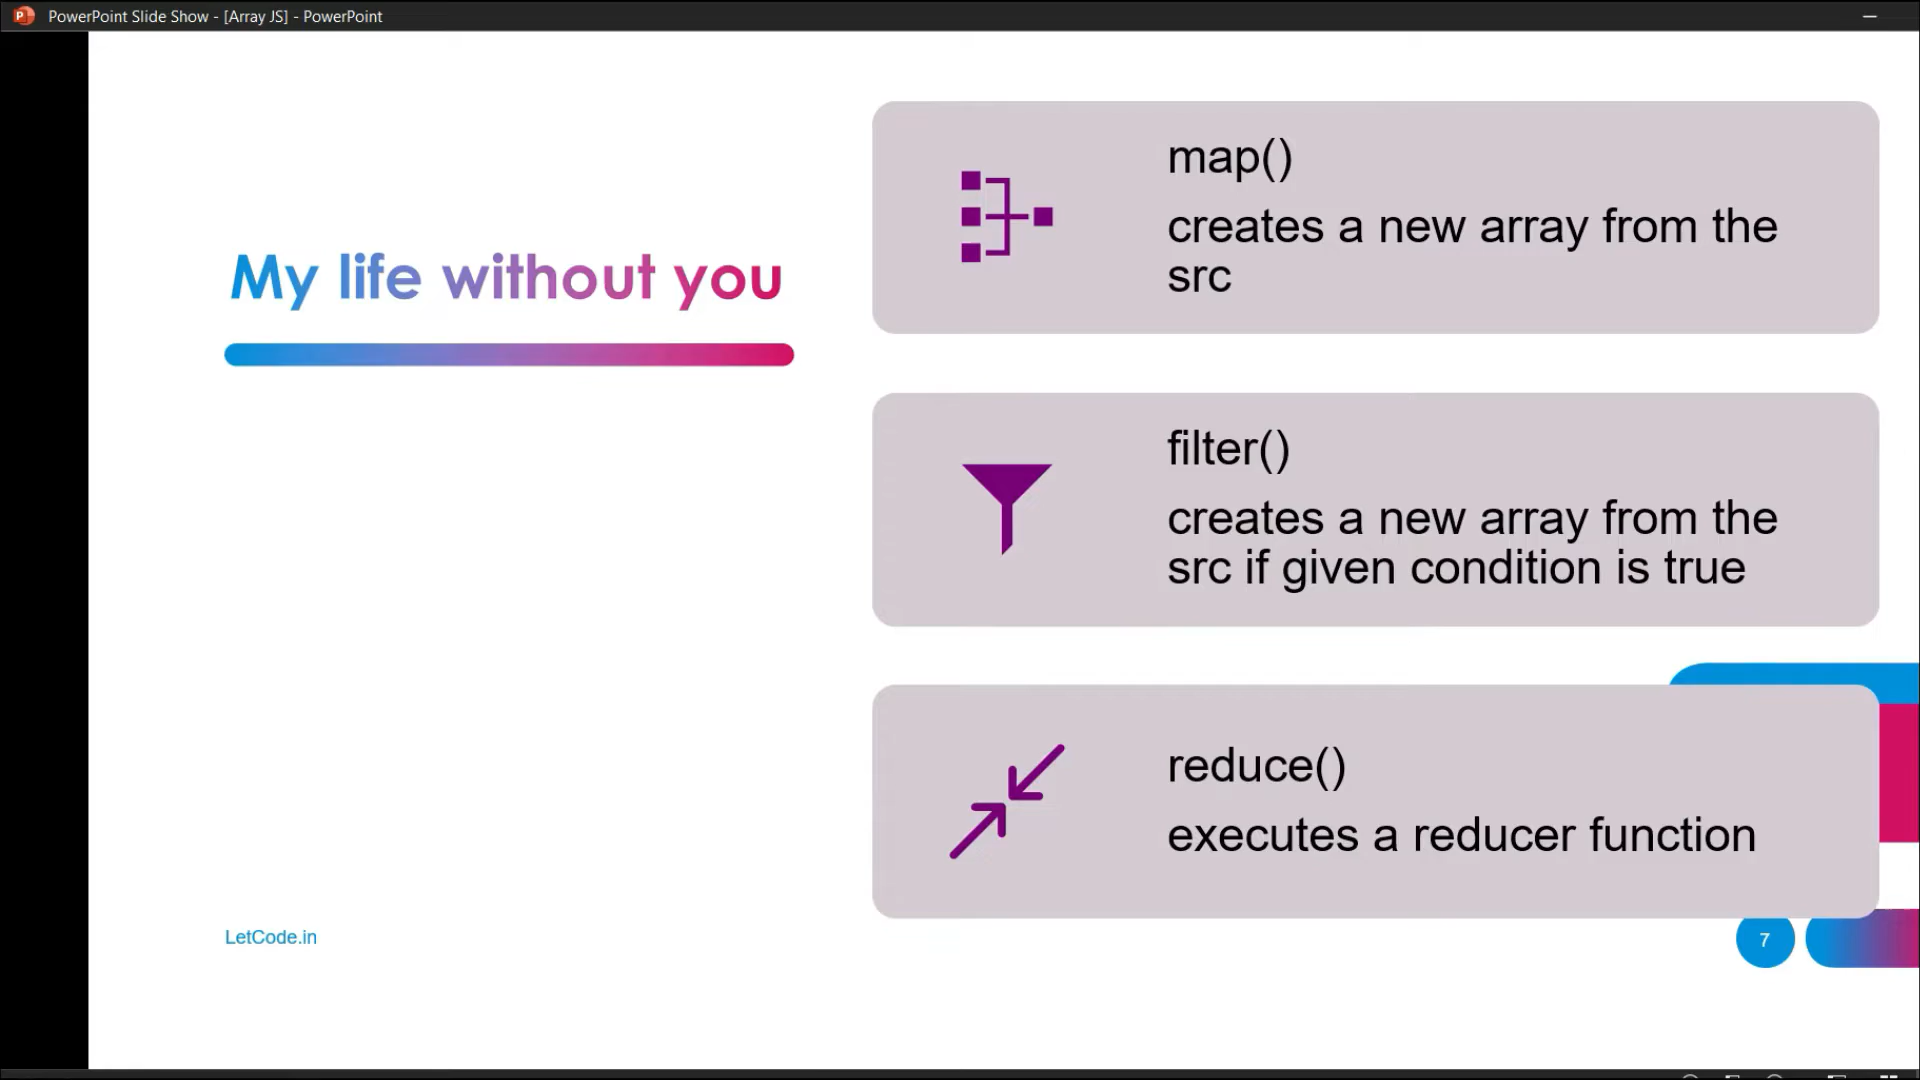 PowerPoint Slide Show - [Array JS] - PowerPoint
My life without you
map()
creates a new array from the
src
filter()
creates a new array from the
src if given condition is true
reduce()
executes a reducer function
LetCode.in
7